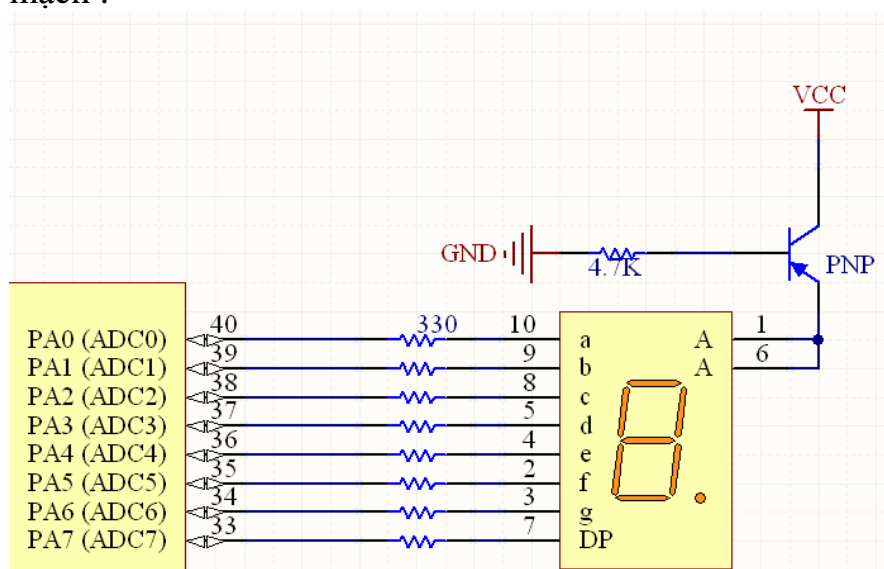 mạch :
VCC
GND
4.7K
PNP
PA0 (ADC0) 40 330 10 a A 1
PA1 (ADC1) 39 9 b A 6
PA2 (ADC2) 38 8 c
PA3 (ADC3) 37 5 d
PA4 (ADC4) 36 4 e
PA5 (ADC5) 35 2 f
PA6 (ADC6) 34 3 g
PA7 (ADC7) 33 7 DP